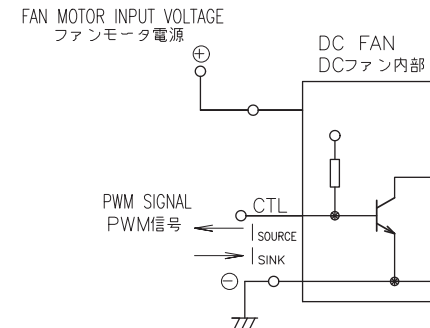 FAN MOTOR INPUT VOLTAGE
ファンモータ電源
DC FAN
DCファン内部
PWM SIGNAL
PWM信号
CTL
I SOURCE
I SINK